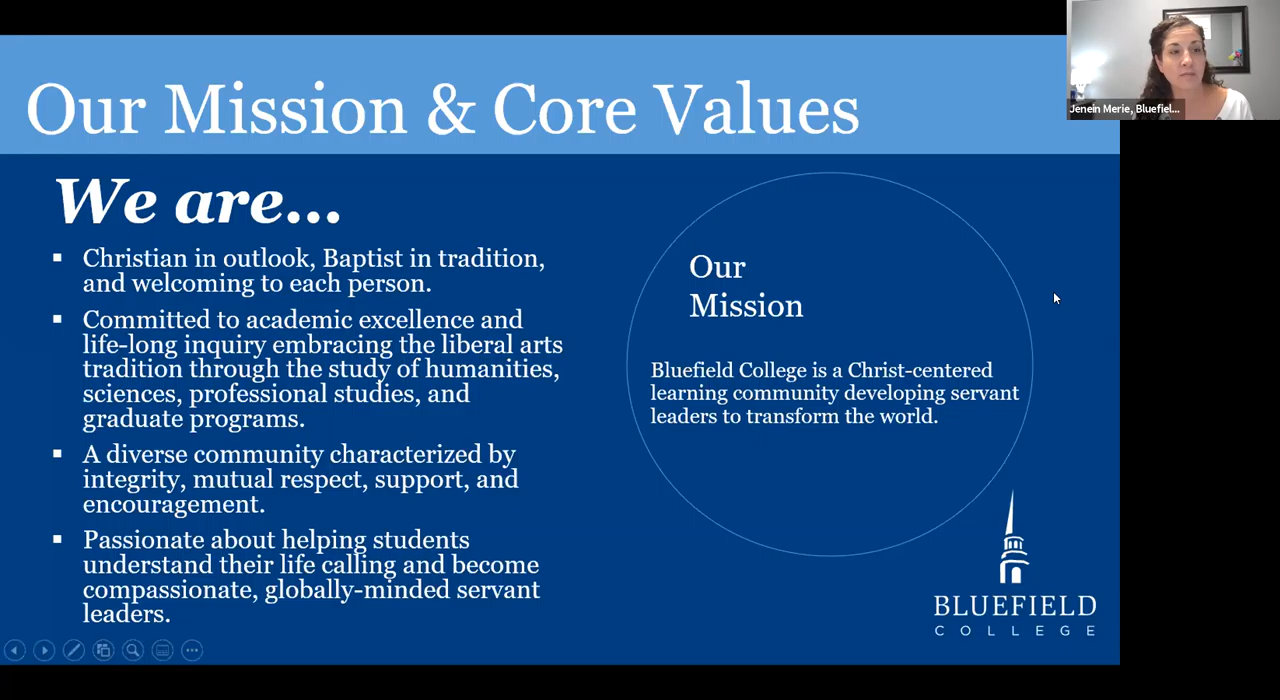 Our Mission & Core Values
We are...
▪ Christian in outlook, Baptist in tradition,
and welcoming to each person.
▪ Committed to academic excellence and
life-long inquiry embracing the liberal arts
tradition through the study of humanities,
sciences, professional studies, and
graduate programs.
▪ A diverse community characterized by
integrity, mutual respect, support, and
encouragement.
▪ Passionate about helping students
understand their life calling and become
compassionate, globally-minded servant
leaders.
Our
Mission
Bluefield College is a Christ-centered
learning community developing servant
leaders to transform the world.
BLUEFIELD
COLLEGE
Jenein Merie, Bluefiel...